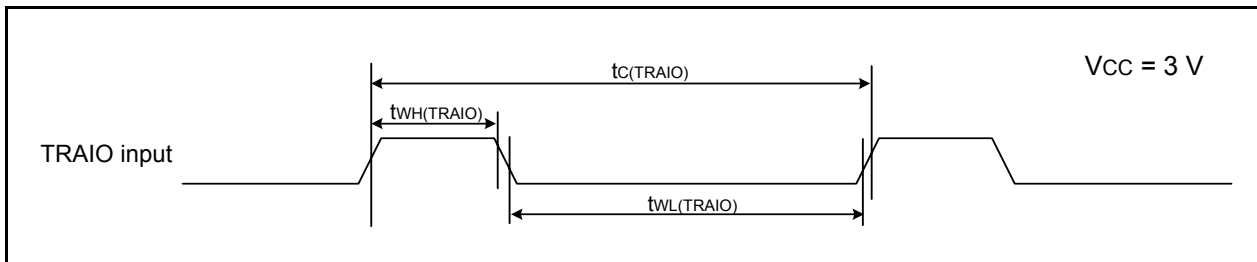 tC(TRAIO)
VCC = 3 V
tWH(TRAIO)
TRAIO input
tWL(TRAIO)